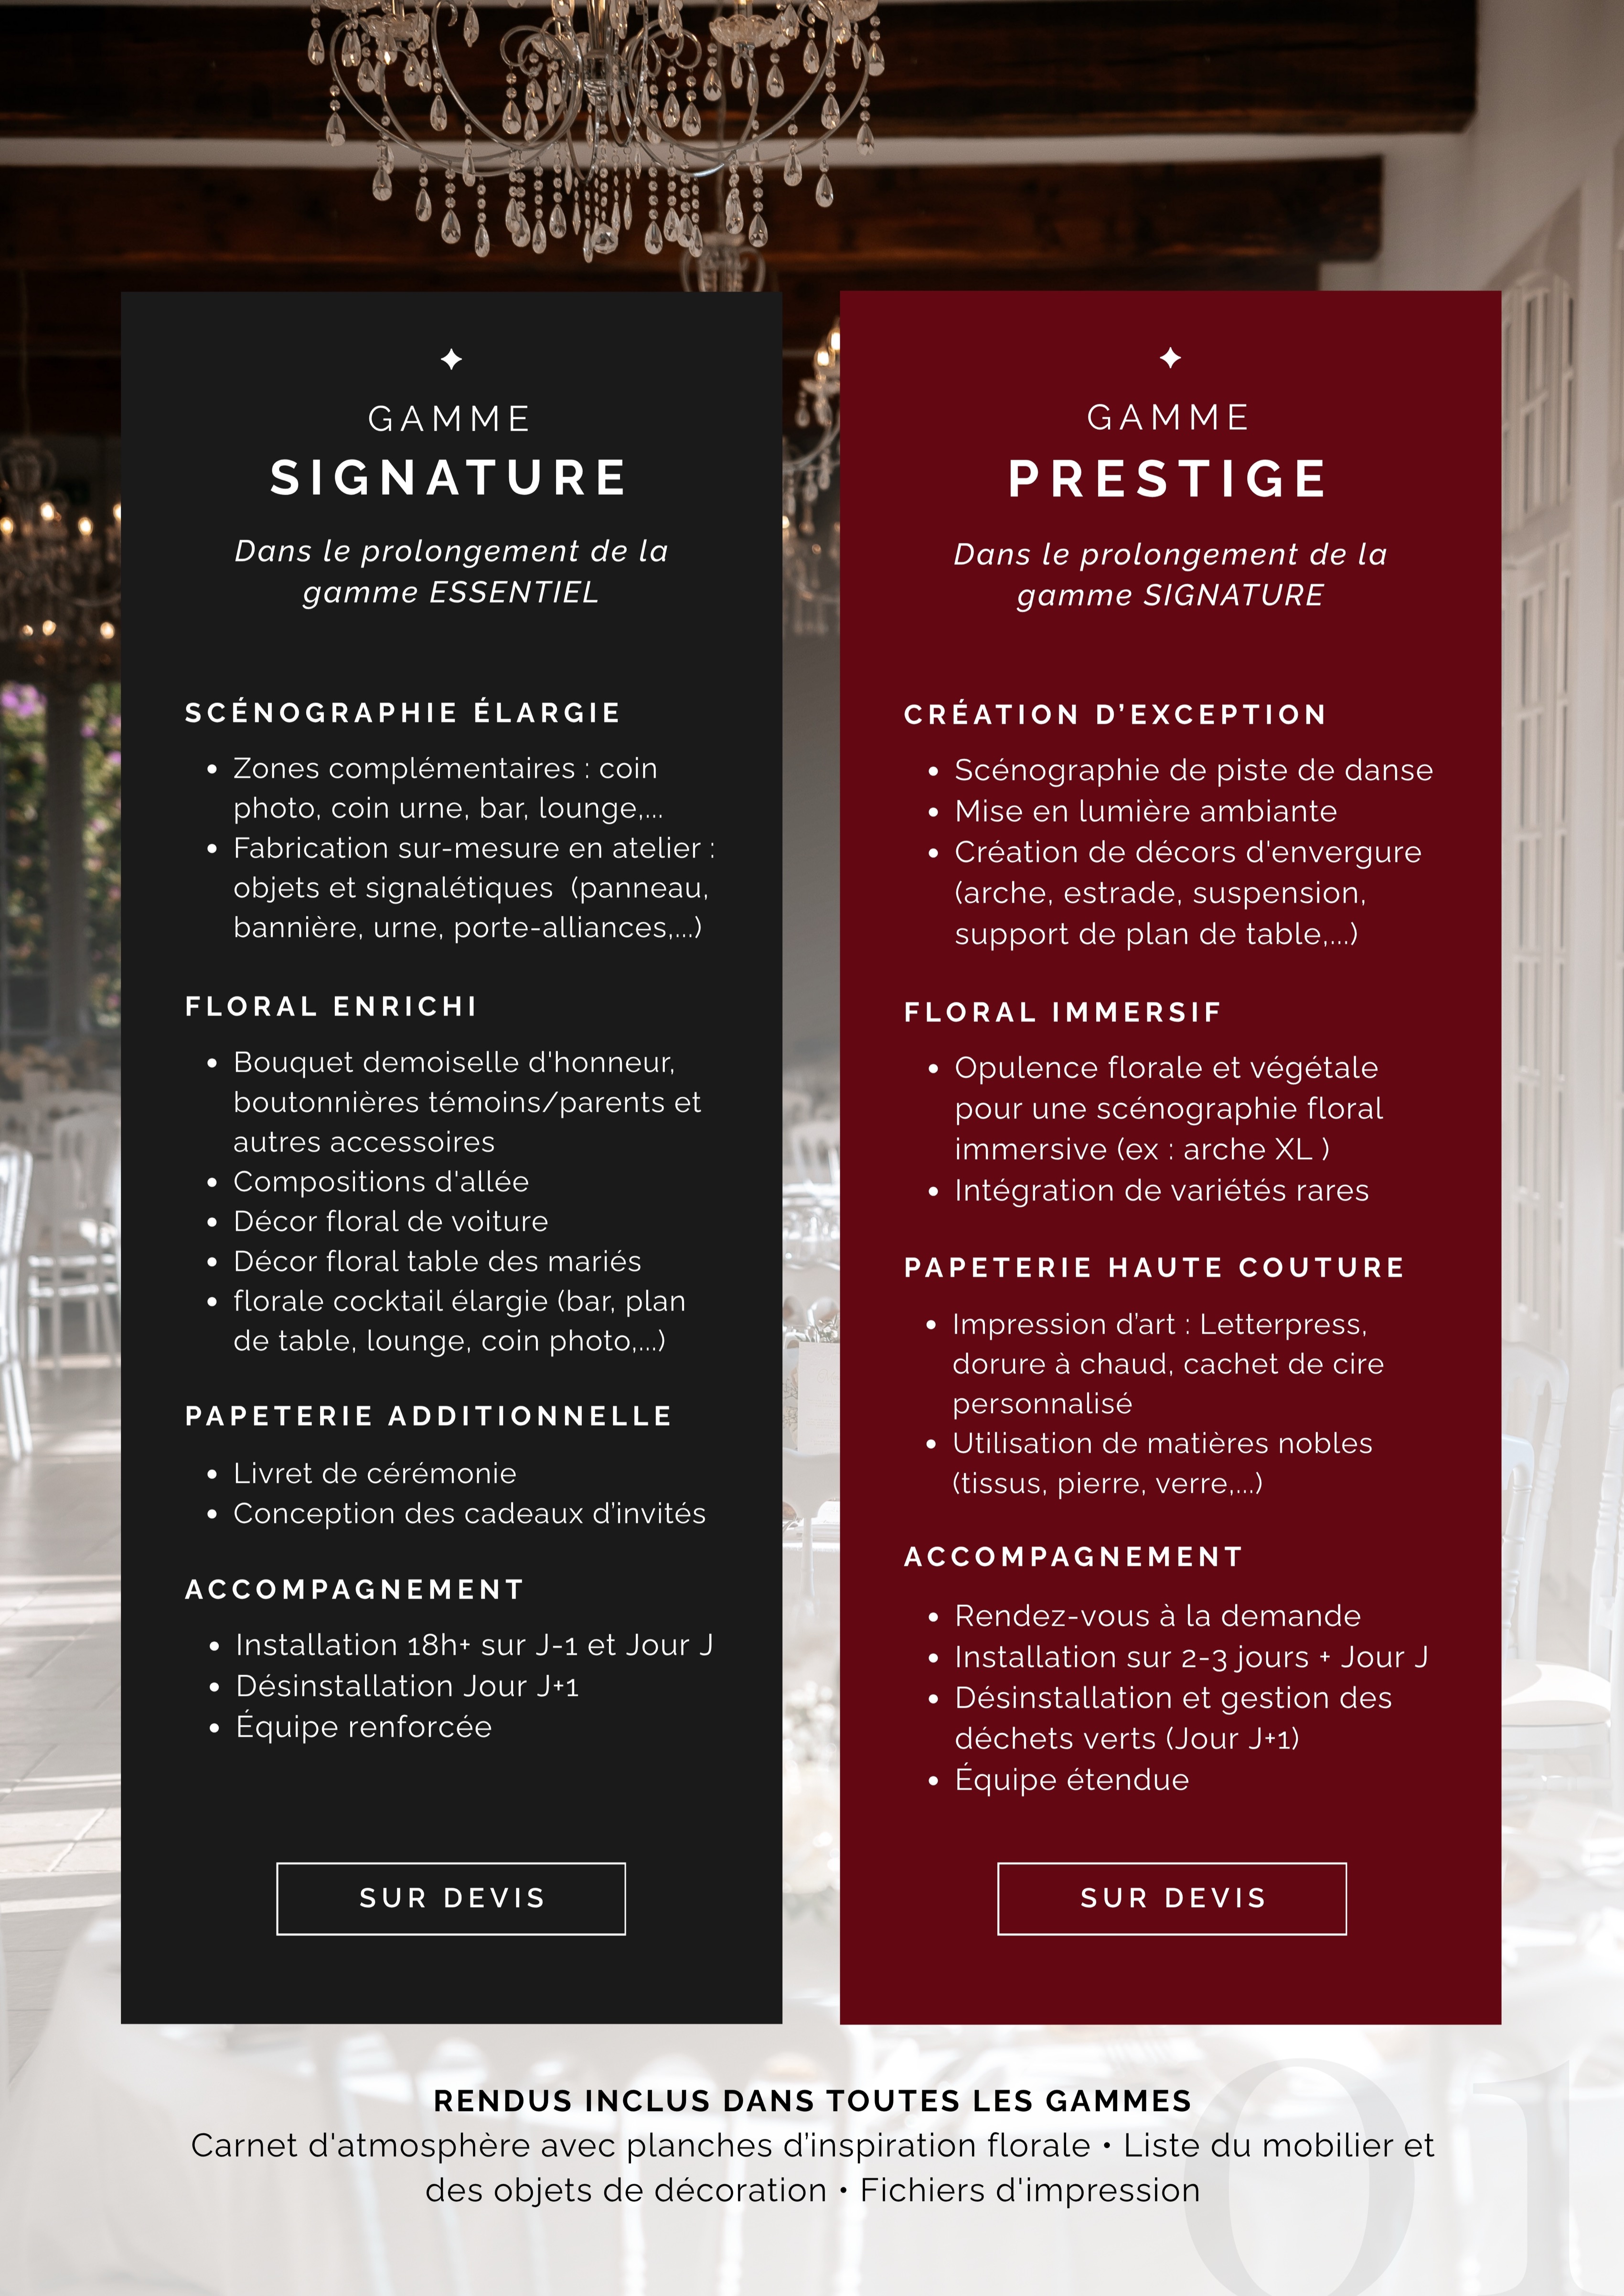 GAMME
SIGNATURE
Dans le prolongement de la
gamme ESSENTIEL
SCÉNOGRAPHIE ÉLARGIE
• Zones complémentaires : coin
photo, coin urne, bar, lounge,...
• Fabrication sur-mesure en atelier :
objets et signalétiques  (panneau,
bannière, urne, porte-alliances,...)
FLORAL ENRICHI
• Bouquet demoiselle d'honneur,
boutonnières témoins/parents et
autres accessoires
• Compositions d'allée
• Décor floral de voiture
• Décor floral table des mariés
• florale cocktail élargie (bar, plan
de table, lounge, coin photo,...)
PAPETERIE ADDITIONNELLE
• Livret de cérémonie
• Conception des cadeaux d’invités
ACCOMPAGNEMENT
• Installation 18h+ sur J-1 et Jour J
• Désinstallation Jour J+1
• Équipe renforcée
SUR DEVIS
GAMME
PRESTIGE
Dans le prolongement de la
gamme SIGNATURE
CRÉATION D’EXCEPTION
• Scénographie de piste de danse
• Mise en lumière ambiante
• Création de décors d'envergure
(arche, estrade, suspension,
support de plan de table,...)
FLORAL IMMERSIF
• Opulence florale et végétale
pour une scénographie floral
immersive (ex : arche XL )
• Intégration de variétés rares
PAPETERIE HAUTE COUTURE
• Impression d’art : Letterpress,
dorure à chaud, cachet de cire
personnalisé
• Utilisation de matières nobles
(tissus, pierre, verre,...)
ACCOMPAGNEMENT
• Rendez-vous à la demande
• Installation sur 2-3 jours + Jour J
• Désinstallation et gestion des
déchets verts (Jour J+1)
• Équipe étendue
SUR DEVIS
RENDUS INCLUS DANS TOUTES LES GAMMES
Carnet d'atmosphère avec planches d’inspiration florale • Liste du mobilier et
des objets de décoration • Fichiers d'impression
01